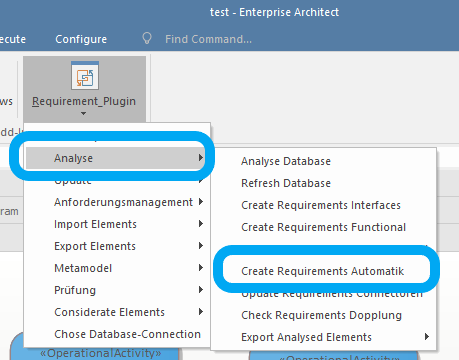 test - Enterprise Architect
ecute Configure Find Command...
ws
Requirement_Plugin
dd-I
Analyse
Update
Anforderungsmanagement
ram
Import Elements
Export Elements
Metamodel
Prüfung
Considerate Elements
Chose Database-Connection
Analyse Database
Refresh Database
Create Requirements Interfaces
Create Requirements Functional
Create Requirements Automatik
Update Requirements Connectoren
Check Requirements Dopplung
Export Analysed Elements
«OperationalActivity» «OperationalActivity»